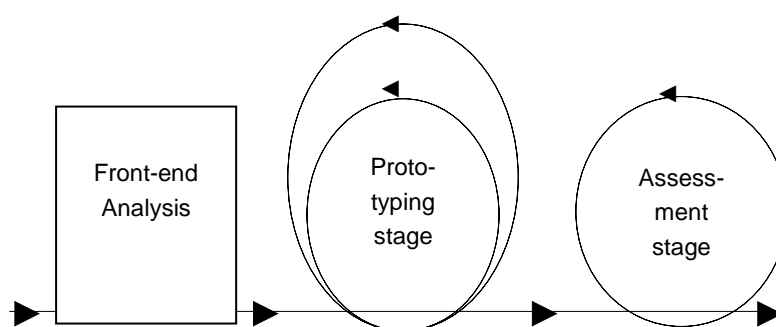 Front-end
Analysis
Proto-
typing
stage
Assess-
ment
stage